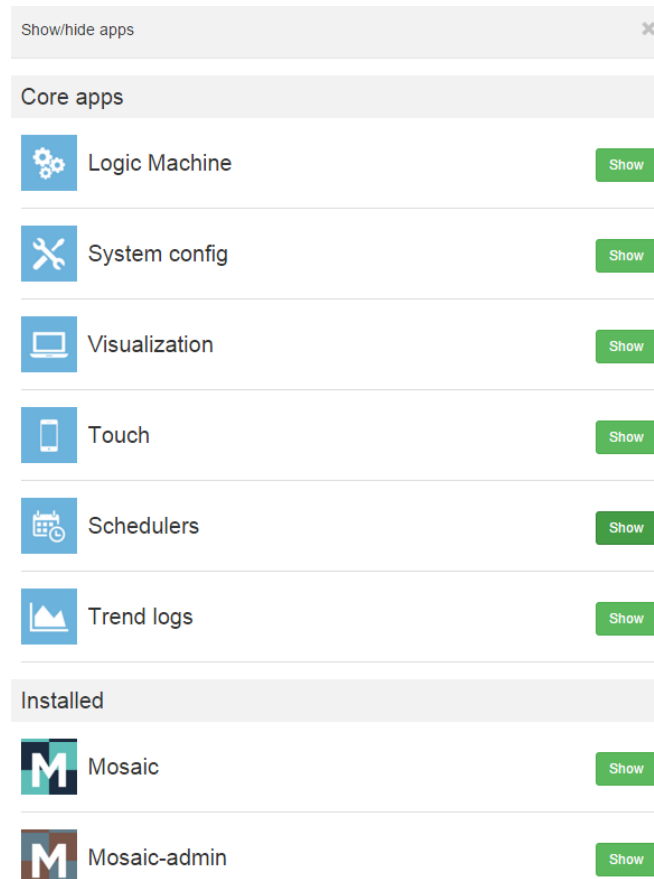 Show/hide apps ×
Core apps
Logic Machine Show
System config Show
Visualization Show
Touch Show
Schedulers Show
Trend logs Show
Installed
M Mosaic Show
M Mosaic-admin Show